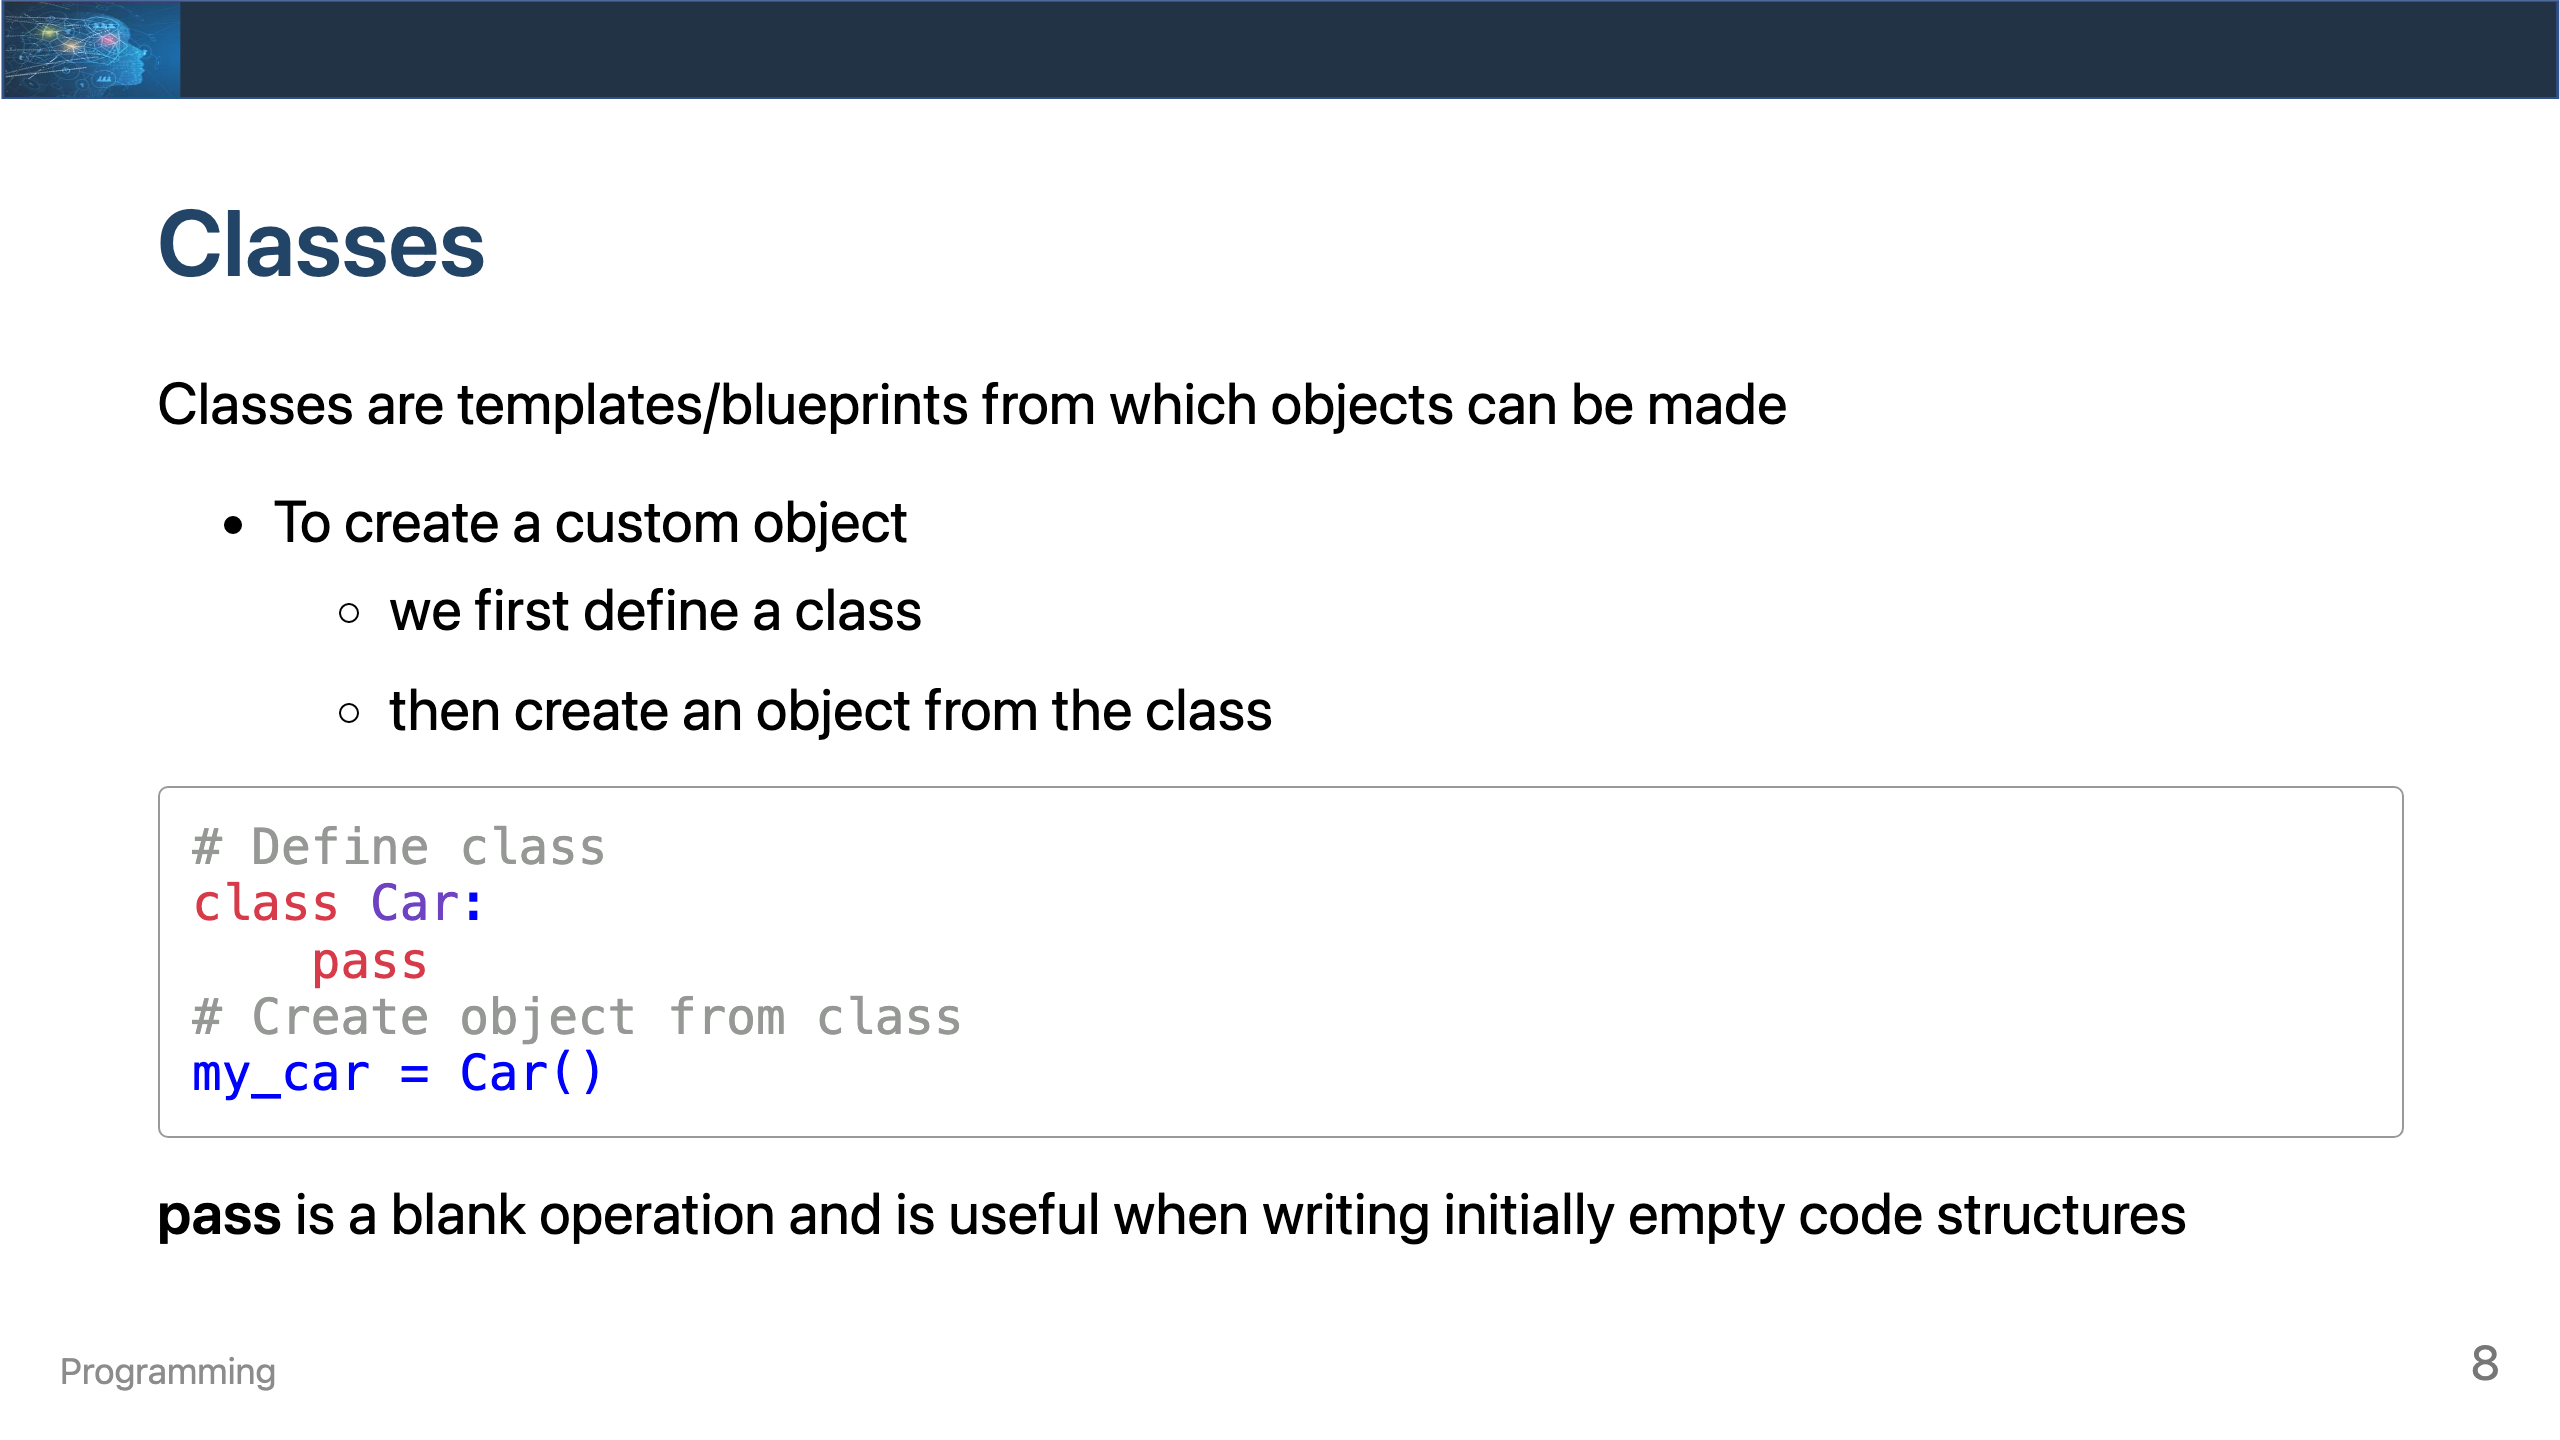 Classes
Classes are templates/blueprints from which objects can be made
• To create a custom object
○ we first define a class
○ then create an object from the class
# Define class
class Car:
    pass
# Create object from class
my_car = Car()
pass is a blank operation and is useful when writing initially empty code structures
Programming
8